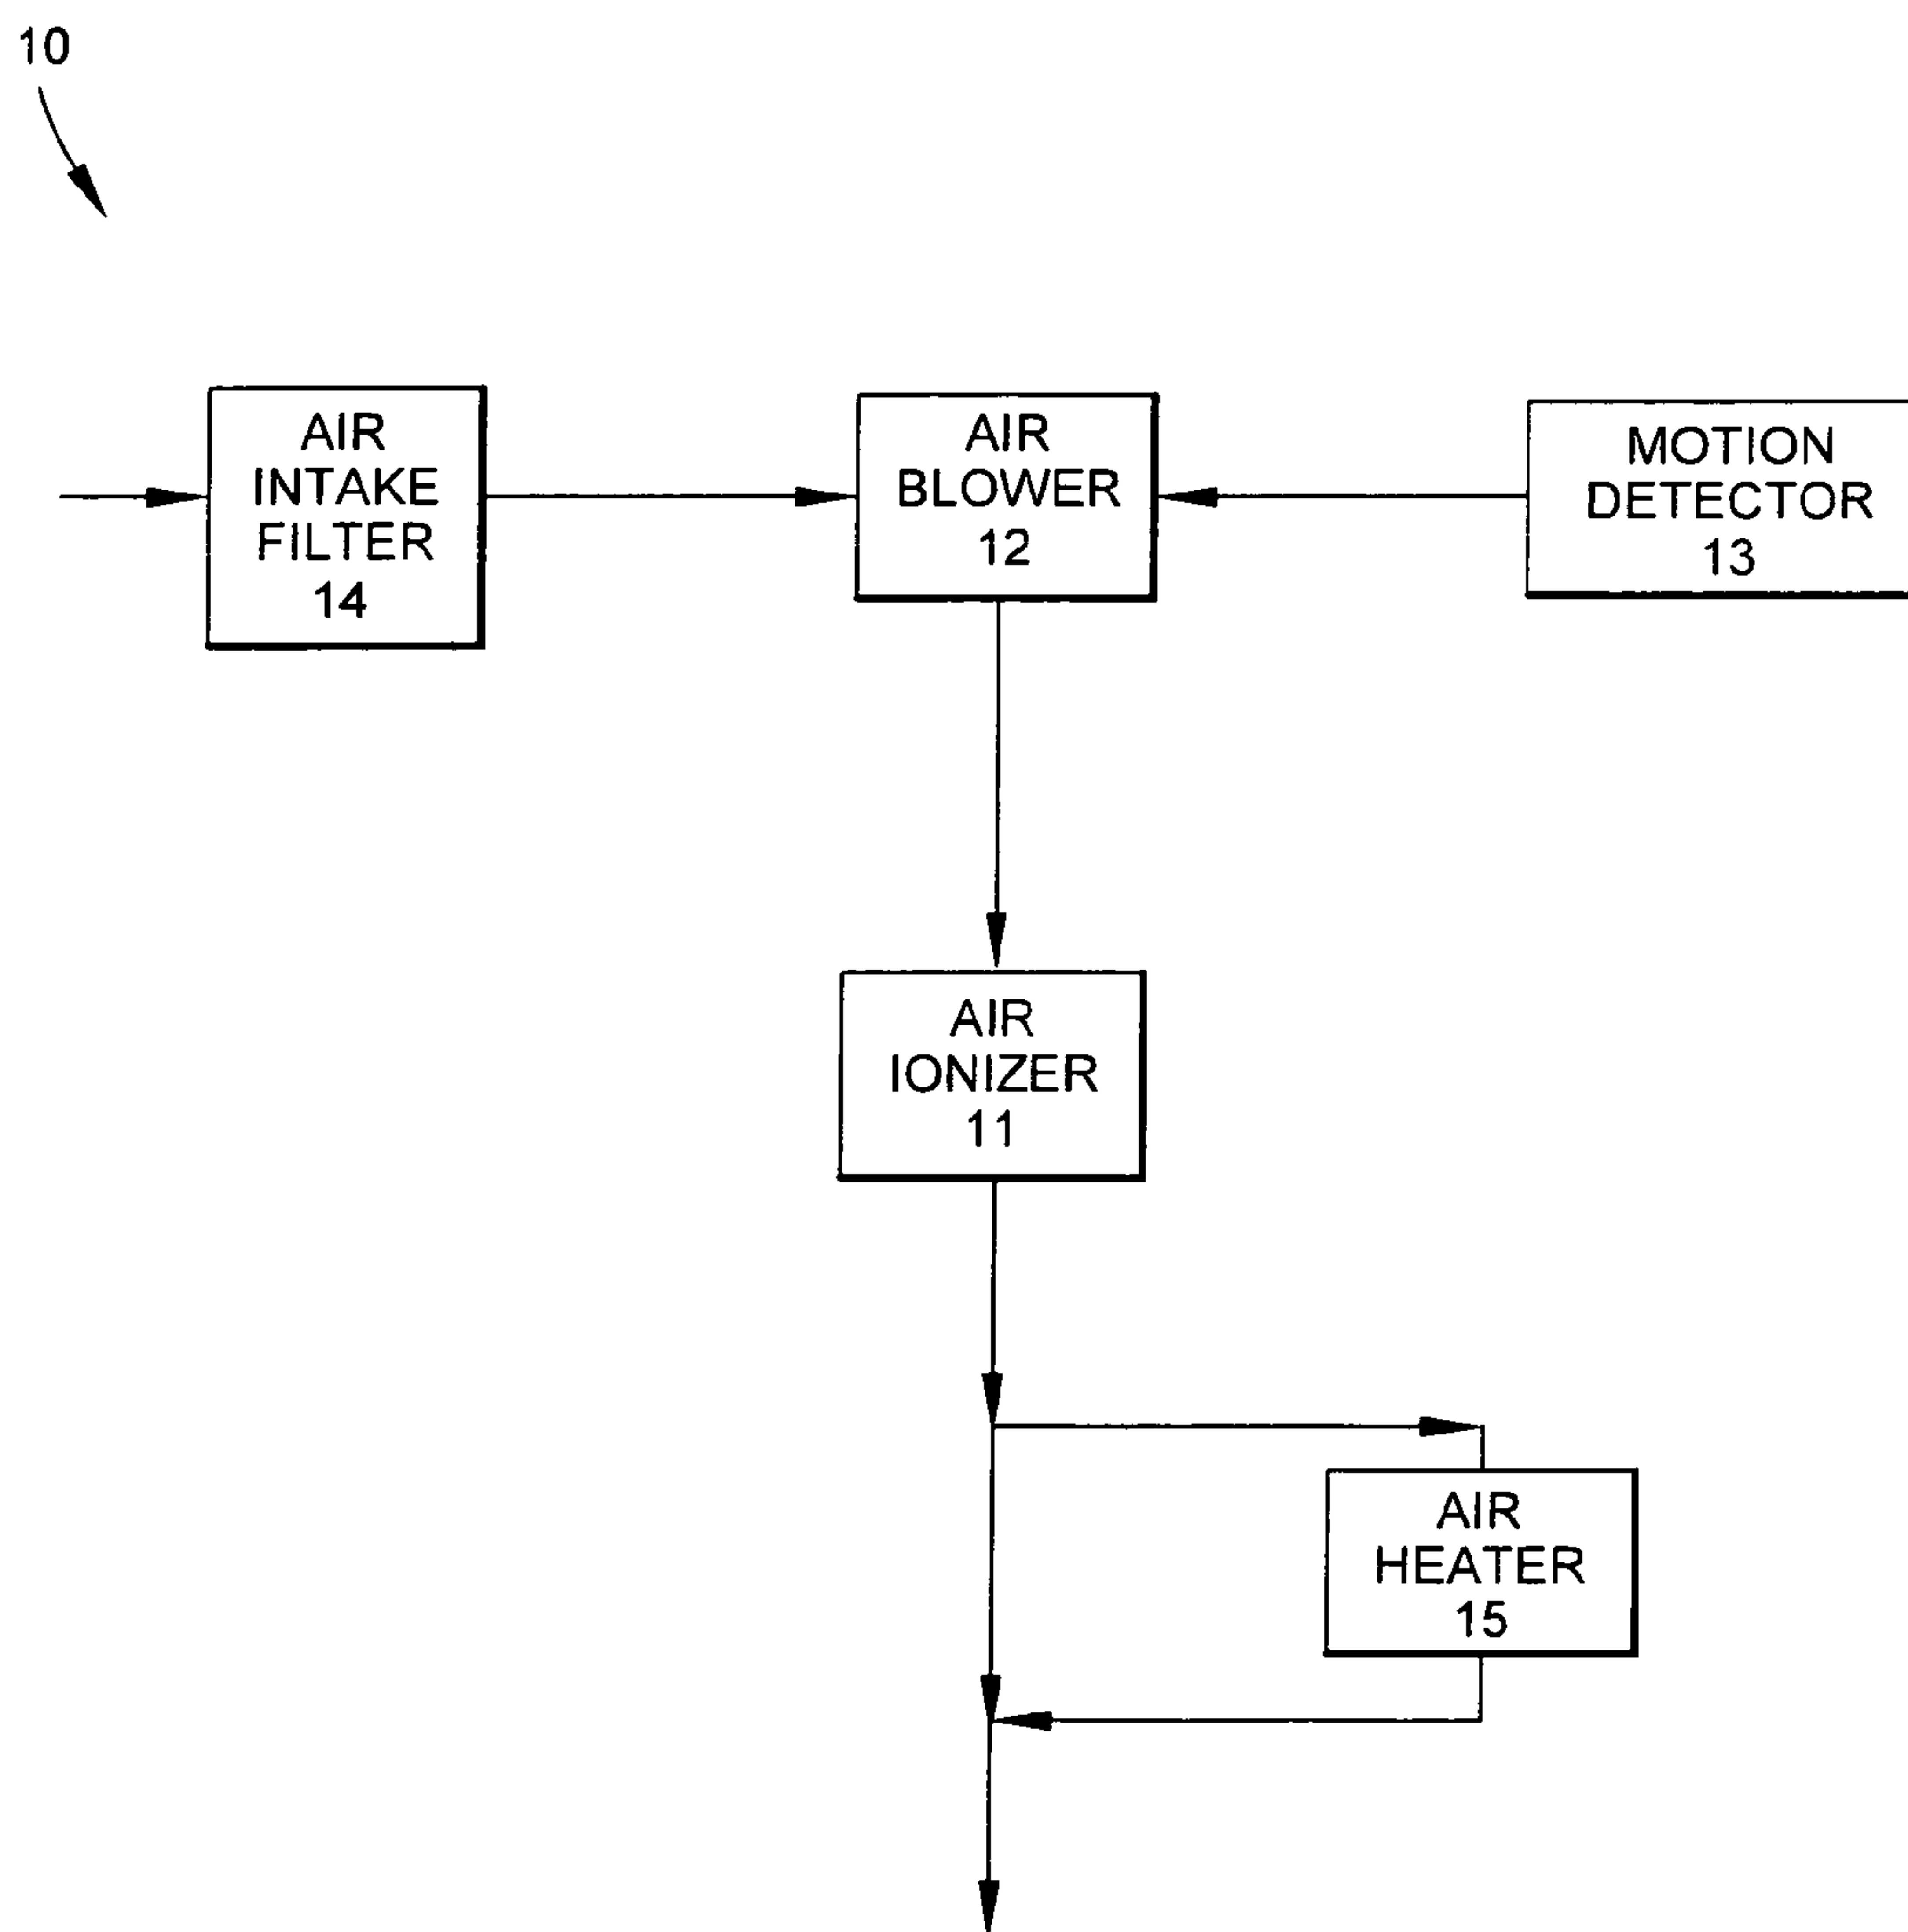 10
AIR
INTAKE
FILTER
14
AIR
BLOWER
12
MOTION
DETECTOR
13
AIR
IONIZER
11
AIR
HEATER
15